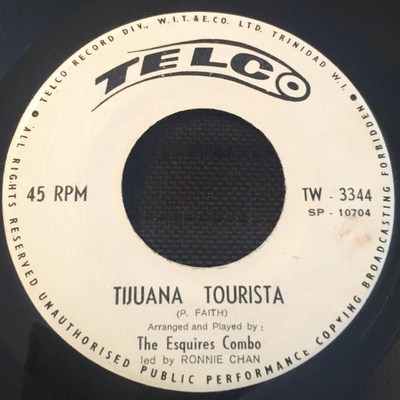 TELCO RECORD DIV., W.I.T. & E.CO. LTD. TRINIDAD W.I.
TELCO
45 RPM
TW - 3344
SP - 10704
TIJUANA TOURISTA
(P. FAITH)
Arranged and Played by :
The Esquires Combo
led by RONNIE CHAN
ALL RIGHTS RESERVED UNAUTHORISED PUBLIC PERFORMANCE COPYING BROADCASTING FORBIDDEN